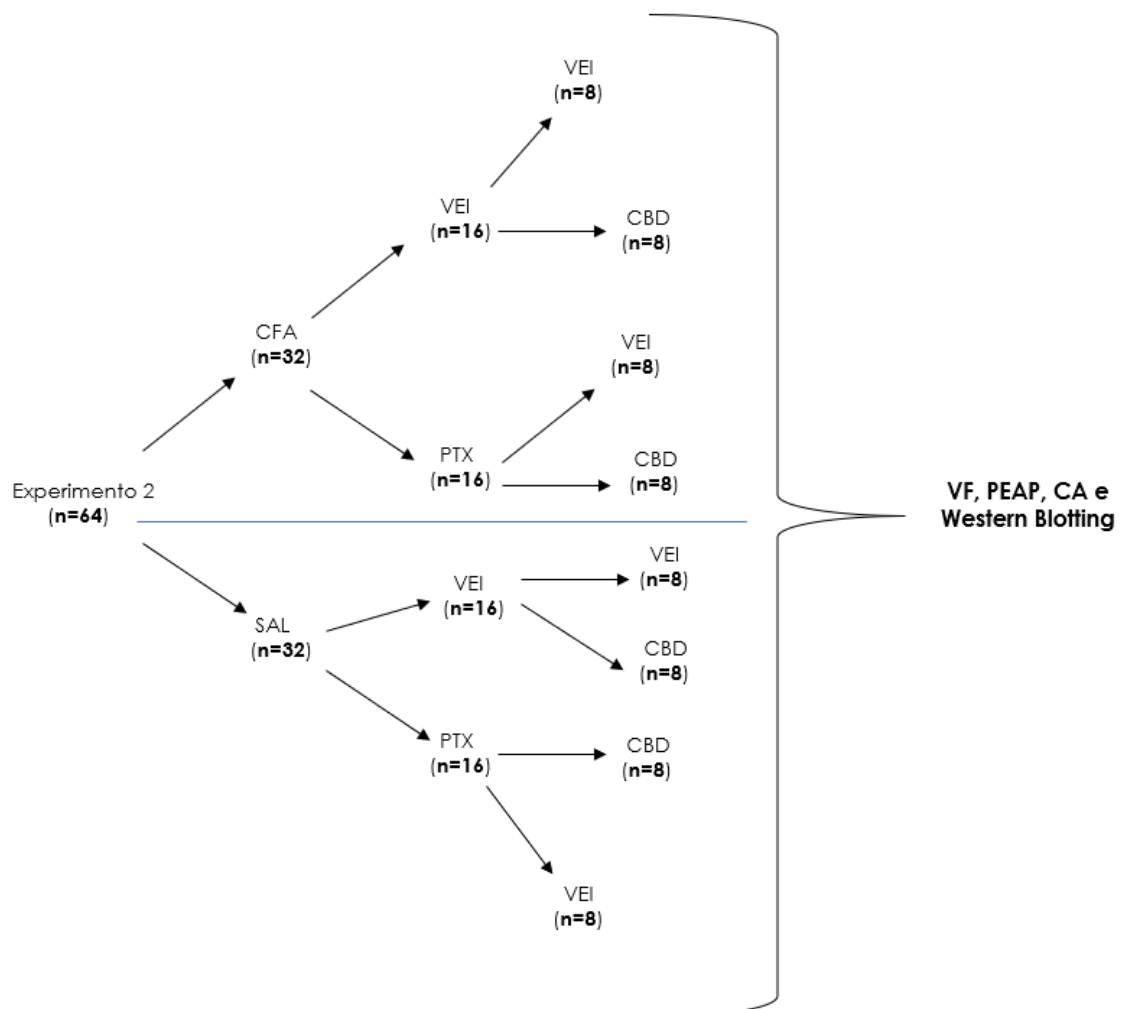 VEI
(n=8)
VEI
(n=16)
CBD
(n=8)
CFA
(n=32)
VEI
(n=8)
PTX
(n=16)
CBD
(n=8)
Experimento 2
(n=64)
VF, PEAP, CA e
Western Blotting
VEI
(n=8)
VEI
(n=16)
SAL
(n=32)
CBD
(n=8)
PTX
(n=16)
CBD
(n=8)
VEI
(n=8)